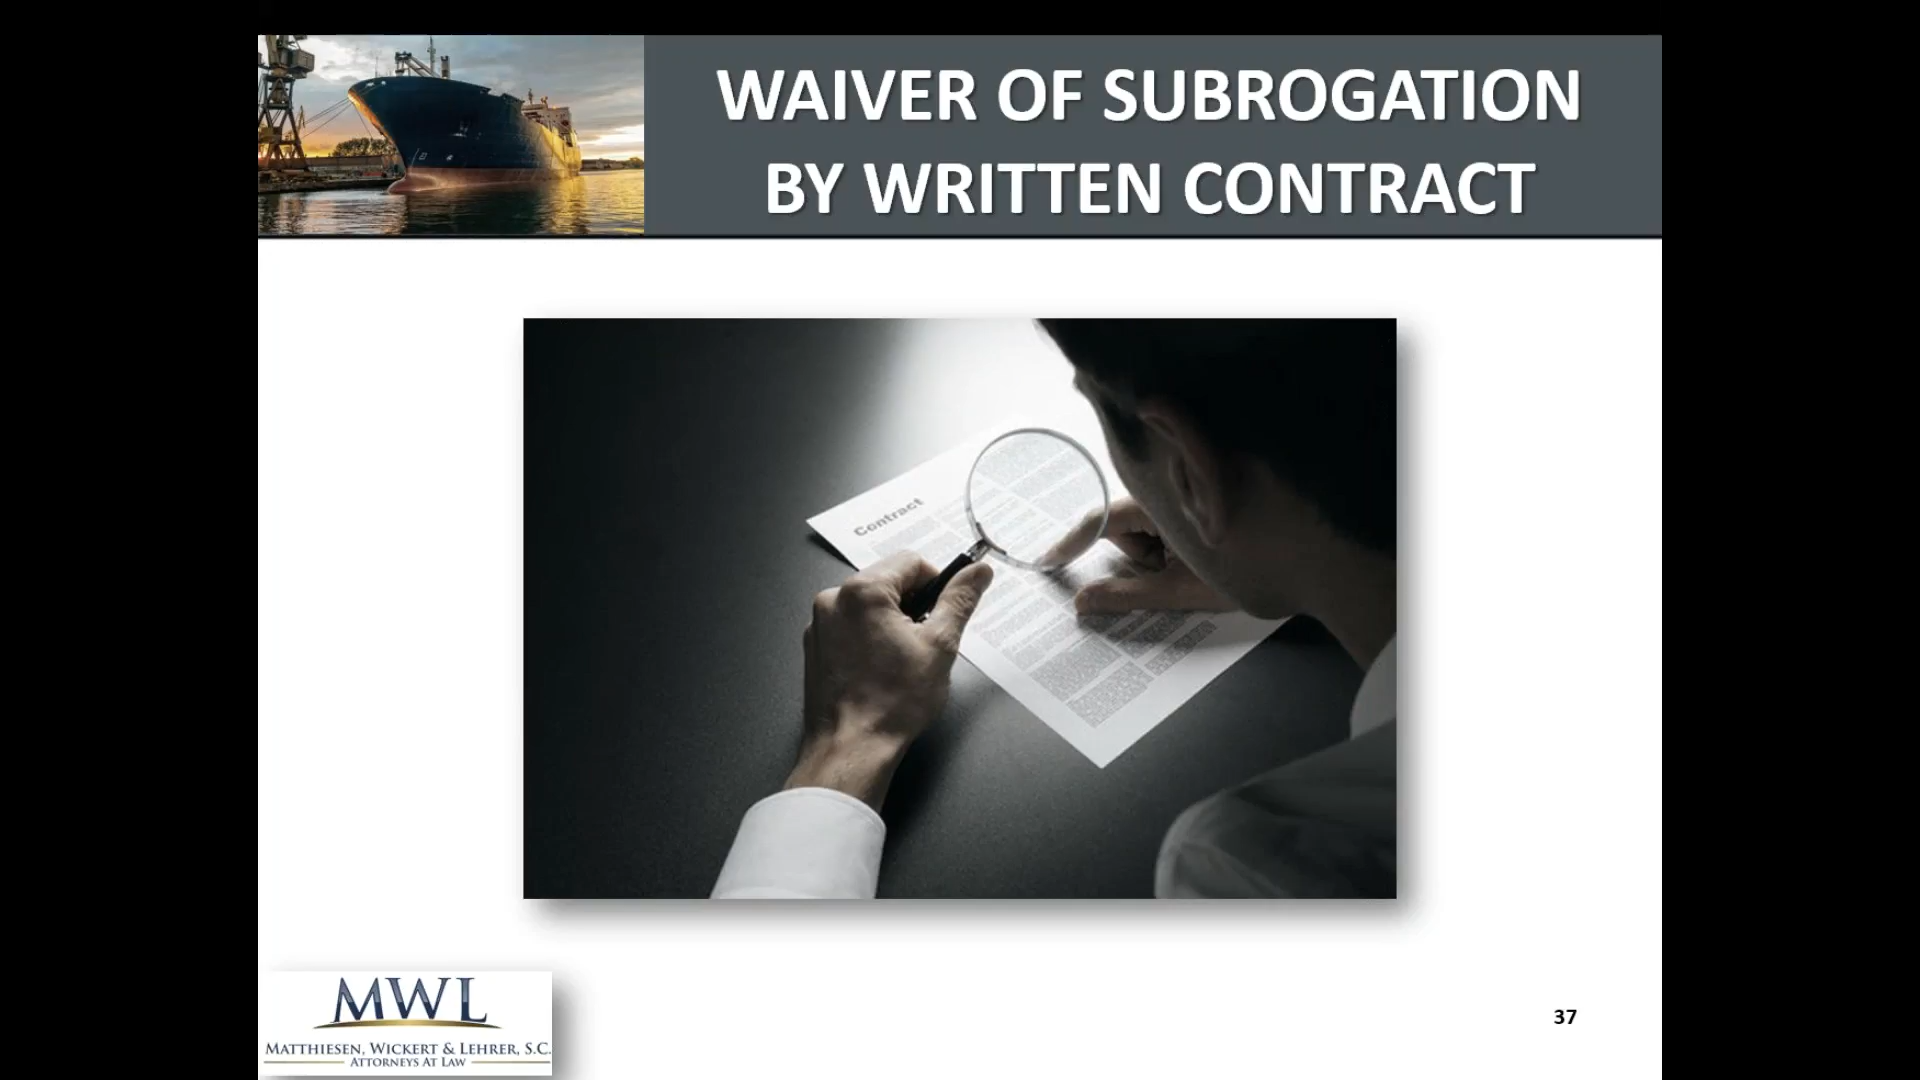 WAIVER OF SUBROGATION
BY WRITTEN CONTRACT
Contract
MWL
MATTHIESEN, WICKERT & LEHRER, S.C.
ATTORNEYS AT LAW
37